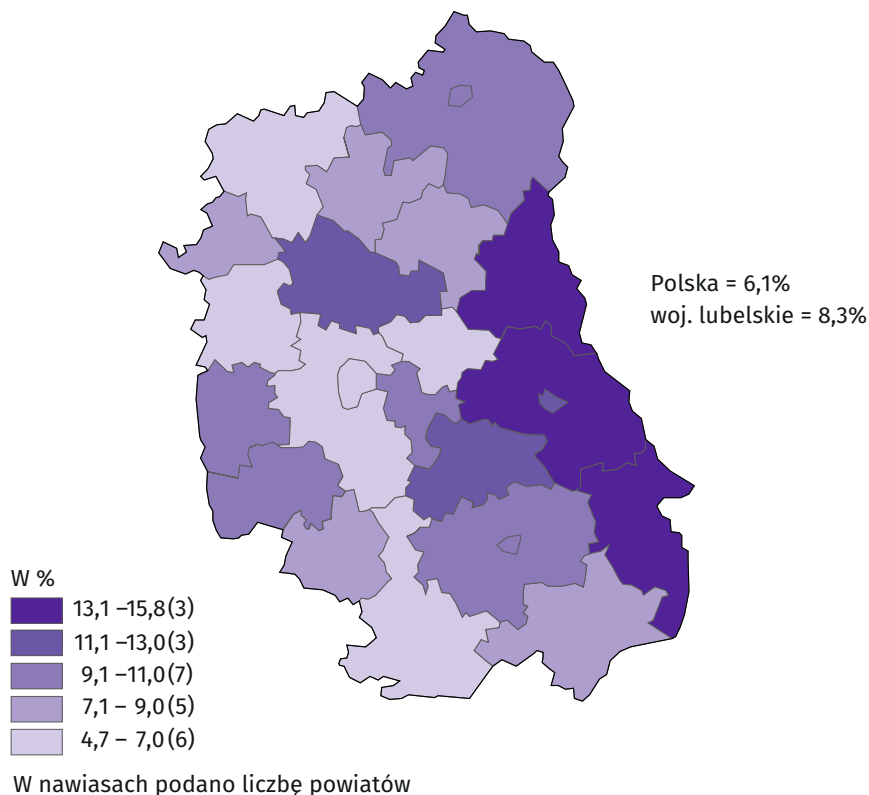 Polska = 6,1%
woj. lubelskie = 8,3%
W %
13,1 –15,8(3)
11,1 –13,0(3)
9,1 –11,0(7)
7,1 – 9,0(5)
4,7 – 7,0(6)
W nawiasach podano liczbę powiatów